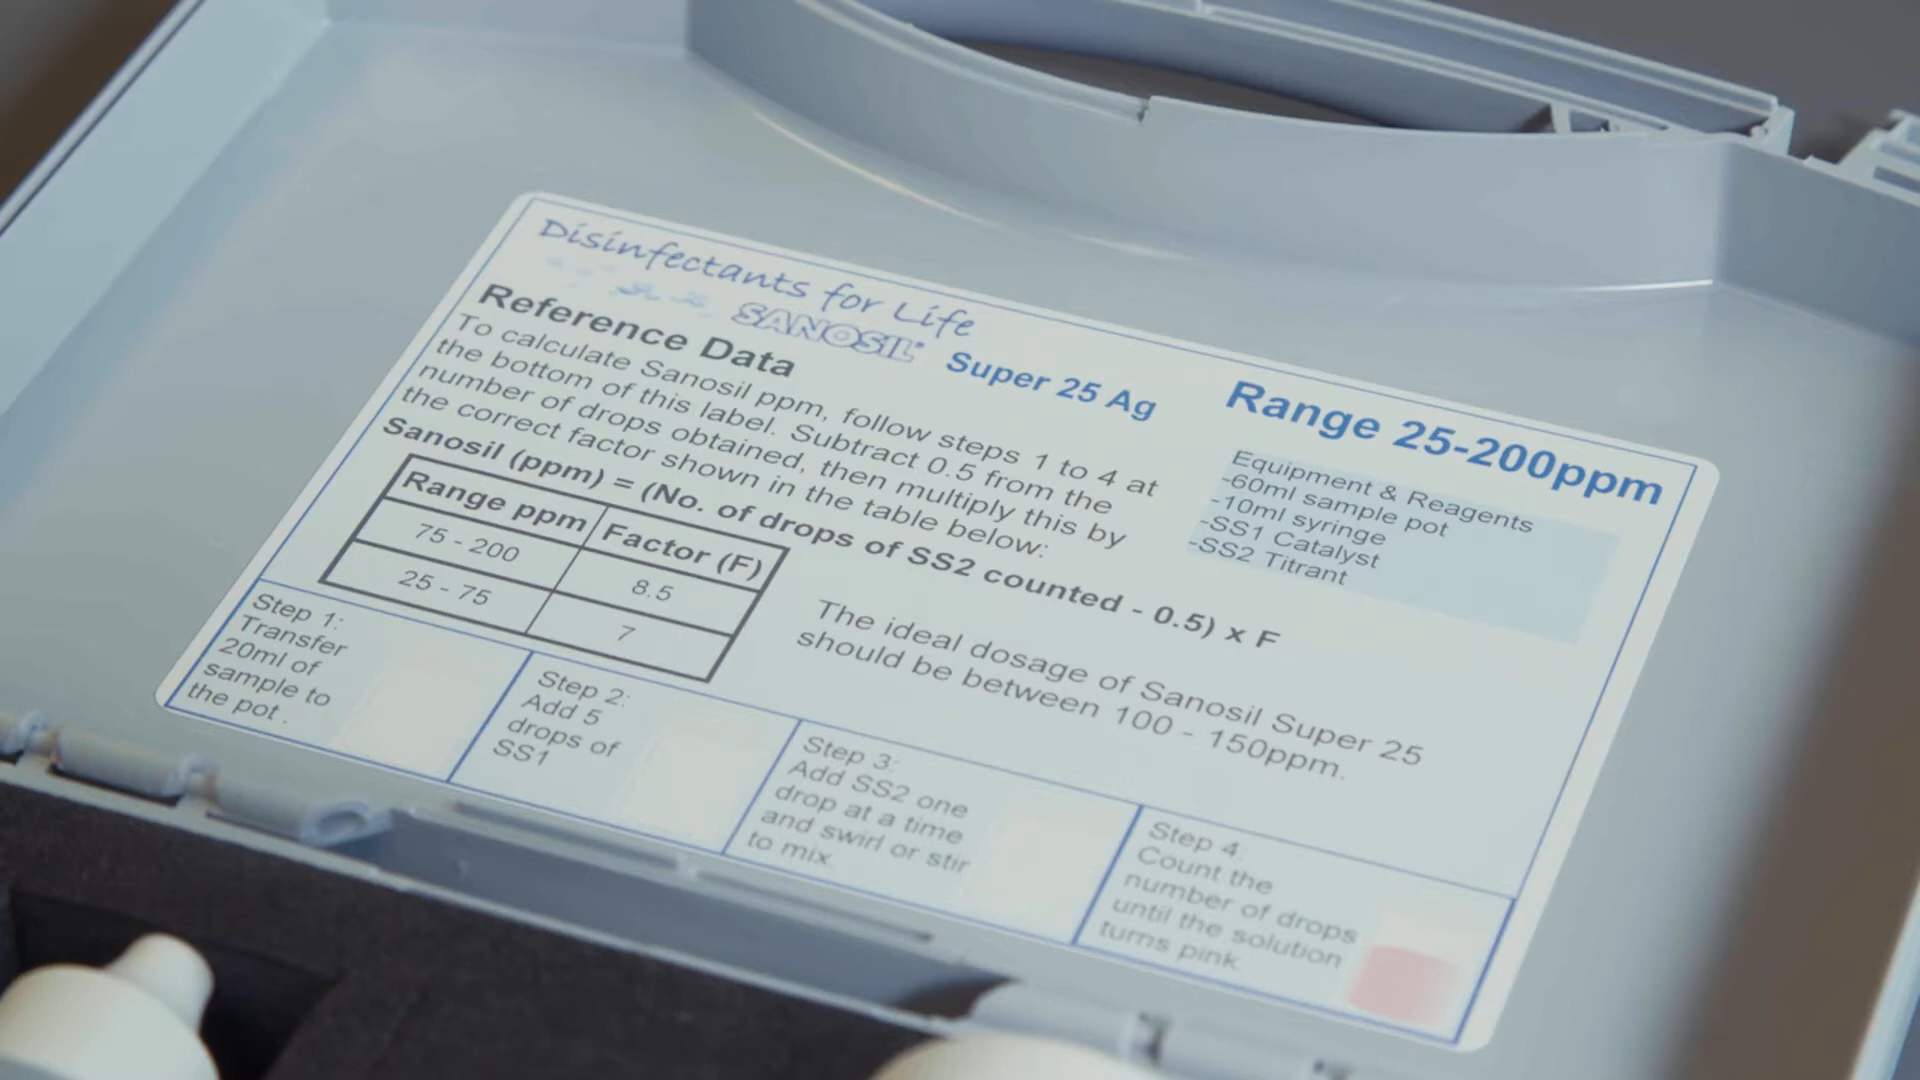 Disinfectants for Life
SANOSIL® Super 25 Ag
Range 25-200ppm
Reference Data
To calculate Sanosil ppm, follow steps 1 to 4 at
the bottom of this label. Subtract 0.5 from the
number of drops obtained, then multiply this by
the correct factor shown in the table below:
Sanosil (ppm) = (No. of drops of SS2 counted - 0.5) x F
Equipment & Reagents
-60ml sample pot
-10ml syringe
-SS1 Catalyst
-SS2 Titrant
Range ppm Factor (F)
75 - 200 8.5
25 - 75 7
The ideal dosage of Sanosil Super 25
should be between 100 - 150ppm.
Step 1:
Transfer
20ml of
sample to
the pot.
Step 2:
Add 5
drops of
SS1
Step 3:
Add SS2 one
drop at a time
and swirl or stir
to mix.
Step 4.
Count the
number of drops
until the solution
turns pink